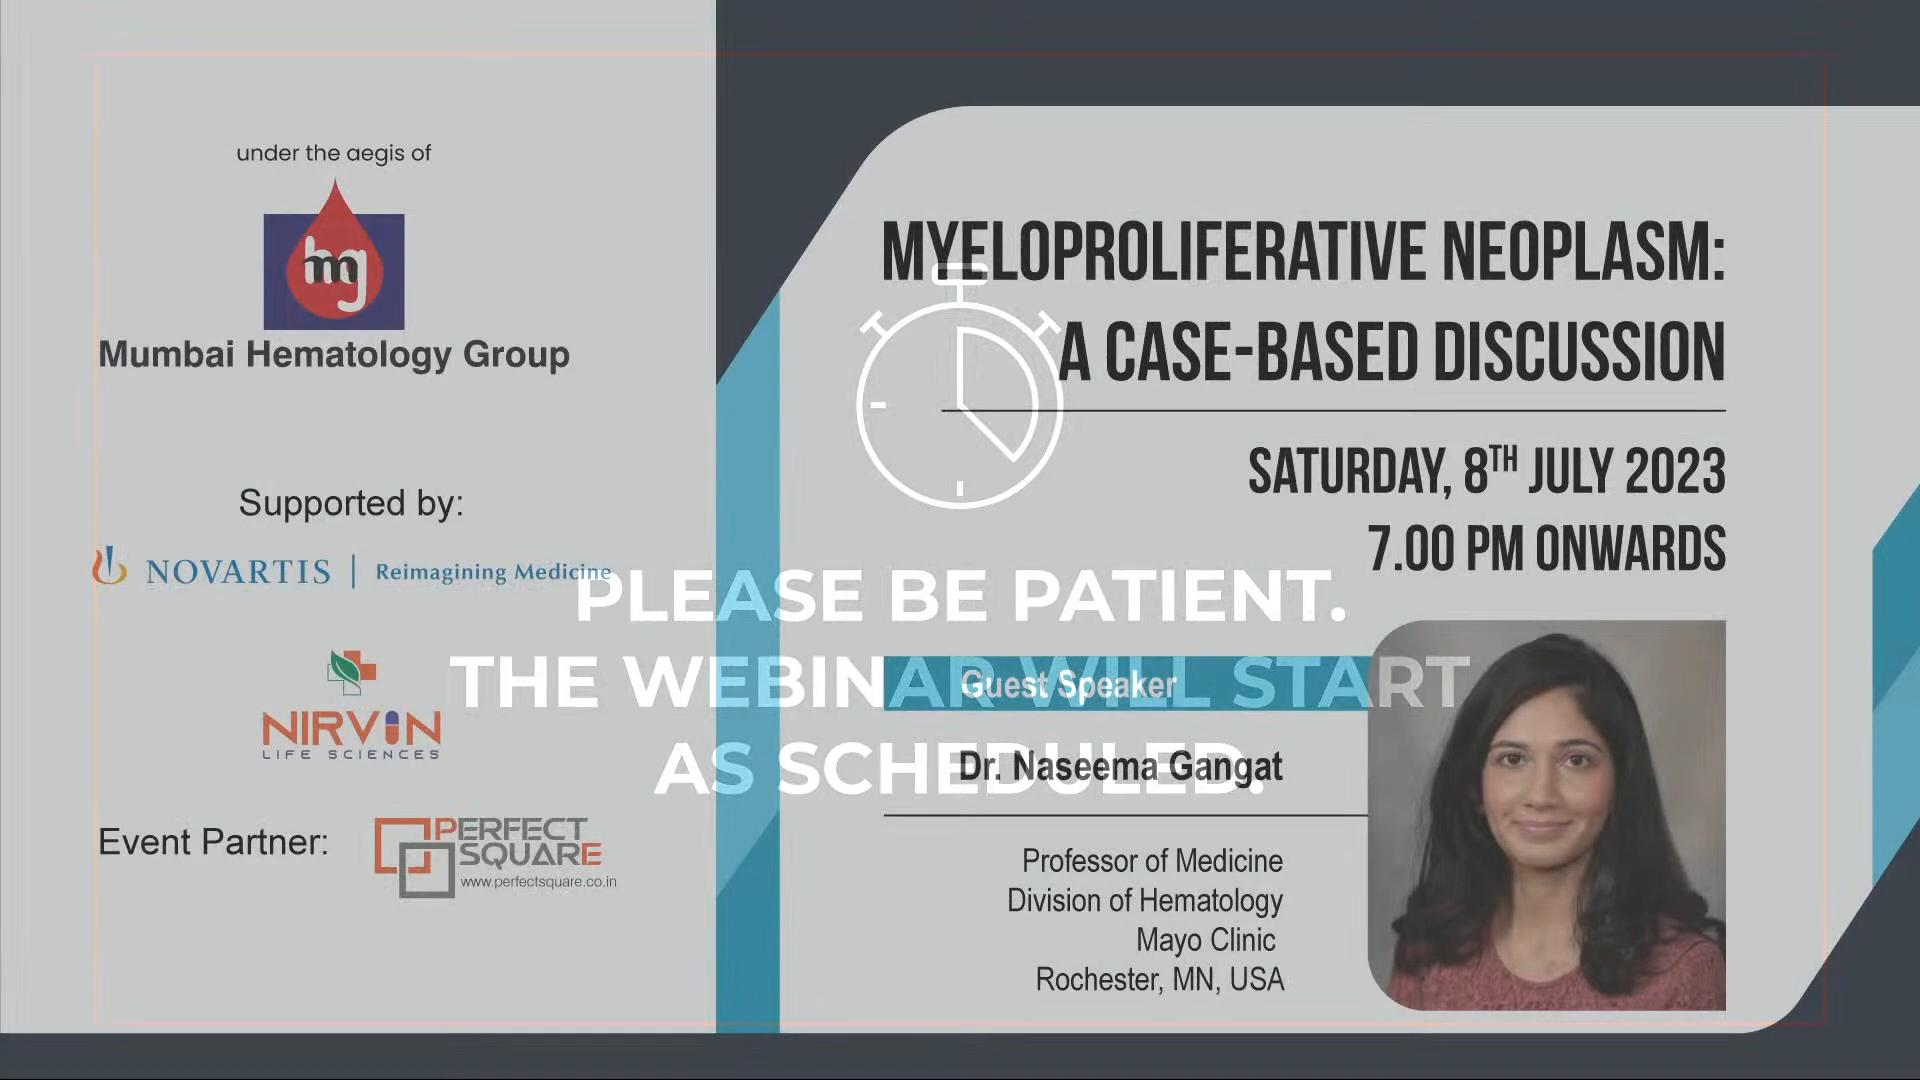 under the aegis of
hmg
Mumbai Hematology Group
Supported by:
NOVARTIS | Reimagining Medicine
NIRVIN
LIFE SCIENCES
Event Partner:
PERFECT
SQUARE
www.perfectsquare.co.in
MYELOPROLIFERATIVE NEOPLASM:
A CASE-BASED DISCUSSION
SATURDAY, 8TH JULY 2023
7.00 PM ONWARDS
PLEASE BE PATIENT.
THE WEBINAR WILL START
AS SCHEDULED.
Guest Speaker
Dr. Naseema Gangat
Professor of Medicine
Division of Hematology
Mayo Clinic
Rochester, MN, USA